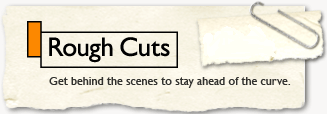 Rough Cuts
Get behind the scenes to stay ahead of the curve.